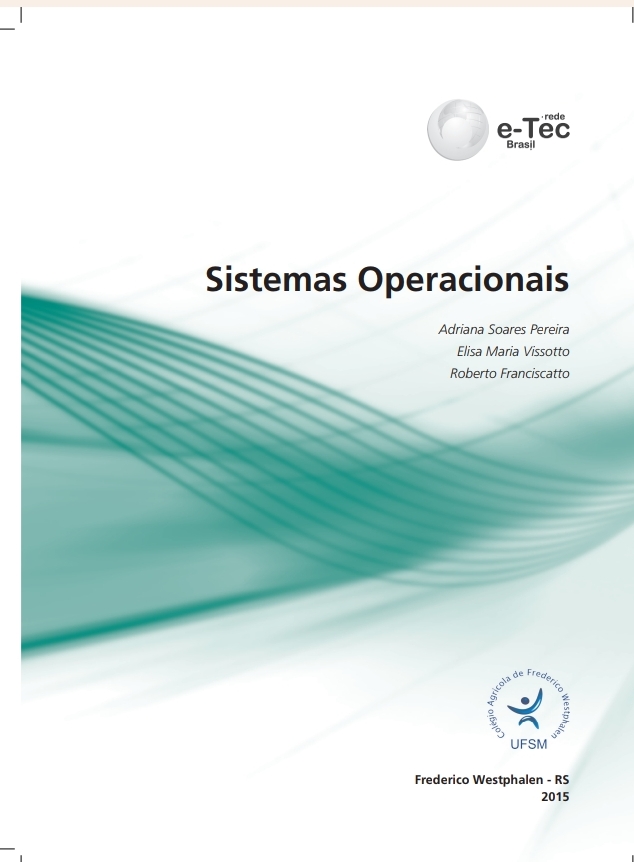 rede
e-Tec
Brasil
Sistemas Operacionais
Adriana Soares Pereira
Elisa Maria Vissotto
Roberto Franciscatto
Colégio Agrícola de Frederico Westphalen
UFSM
Frederico Westphalen - RS
2015